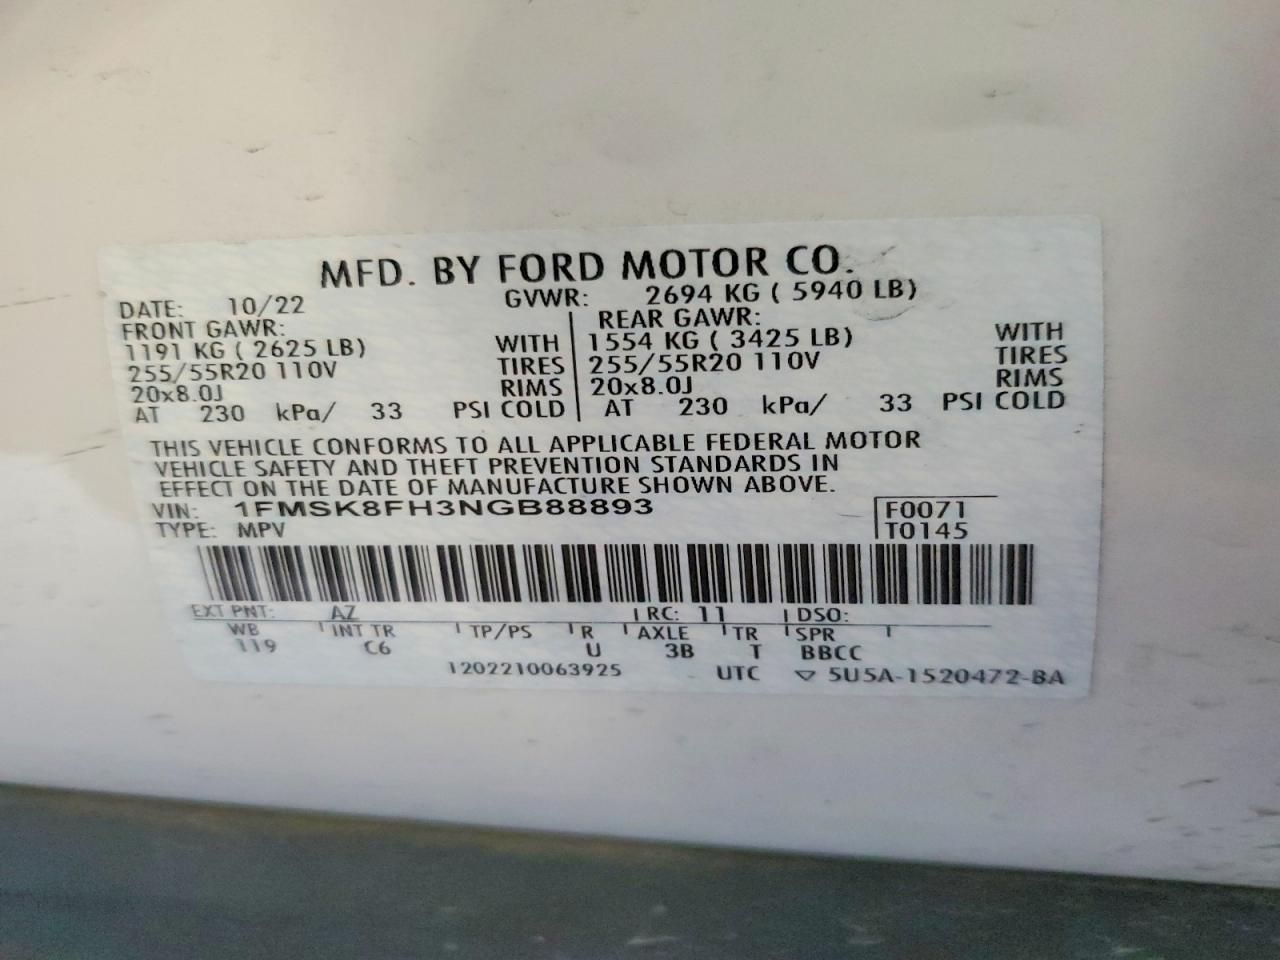 MFD. BY FORD MOTOR CO.
DATE: 10/22 GVWR: 2694 KG ( 5940 LB)
FRONT GAWR: REAR GAWR:
1191 KG ( 2625 LB) WITH 1554 KG ( 3425 LB) WITH
255/55R20 110V TIRES 255/55R20 110V TIRES
20x8.0J RIMS 20x8.0J RIMS
AT 230 kPa/ 33 PSI COLD AT 230 kPa/ 33 PSI COLD
THIS VEHICLE CONFORMS TO ALL APPLICABLE FEDERAL MOTOR
VEHICLE SAFETY AND THEFT PREVENTION STANDARDS IN
EFFECT ON THE DATE OF MANUFACTURE SHOWN ABOVE.
VIN: 1FMSK8FH3NGB88893 F0071
TYPE: MPV T0145
EXT PNT: AZ RC: 11 DSO:
WB INT TR TP/PS R AXLE TR SPR
119 C6 U 3B T BBCC
1202210063925 UTC ▽ 5U5A-1520472-BA